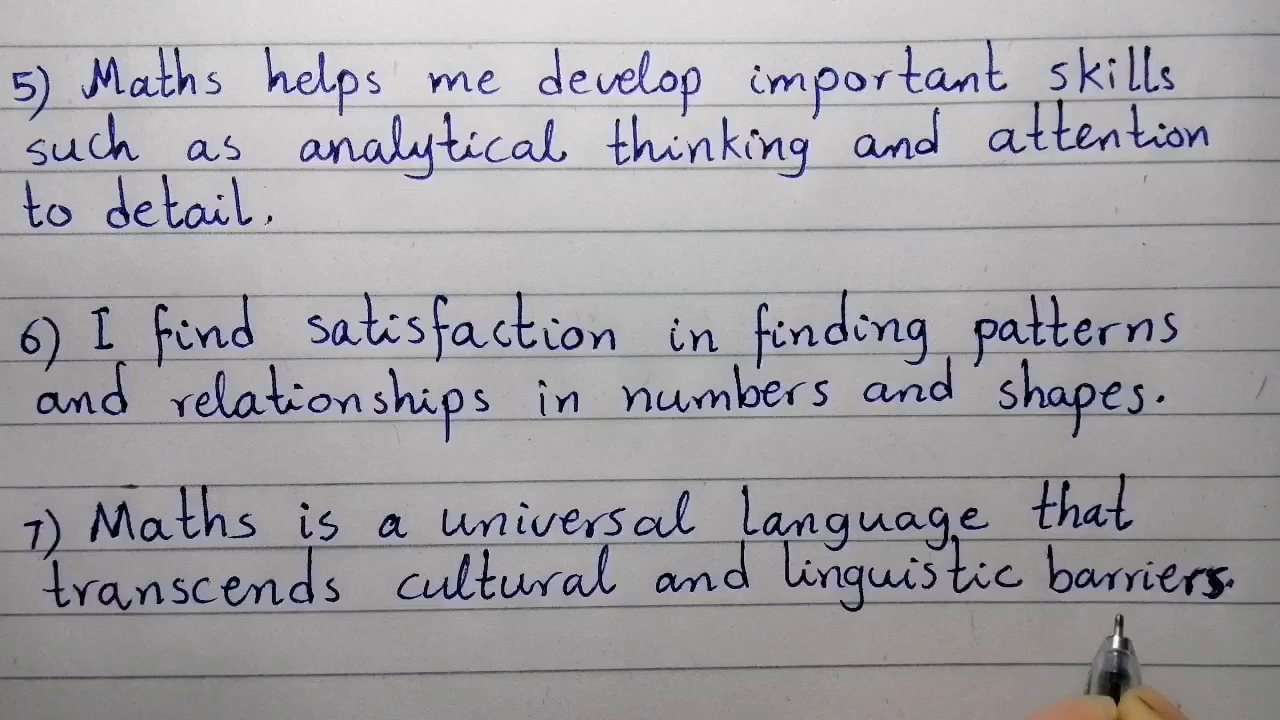 5) Maths helps me develop important skills
such as analytical thinking and attention
to detail.
6) I find satisfaction in finding patterns
and relationships in numbers and shapes.
7) Maths is a universal language that
transcends cultural and linguistic barriers.